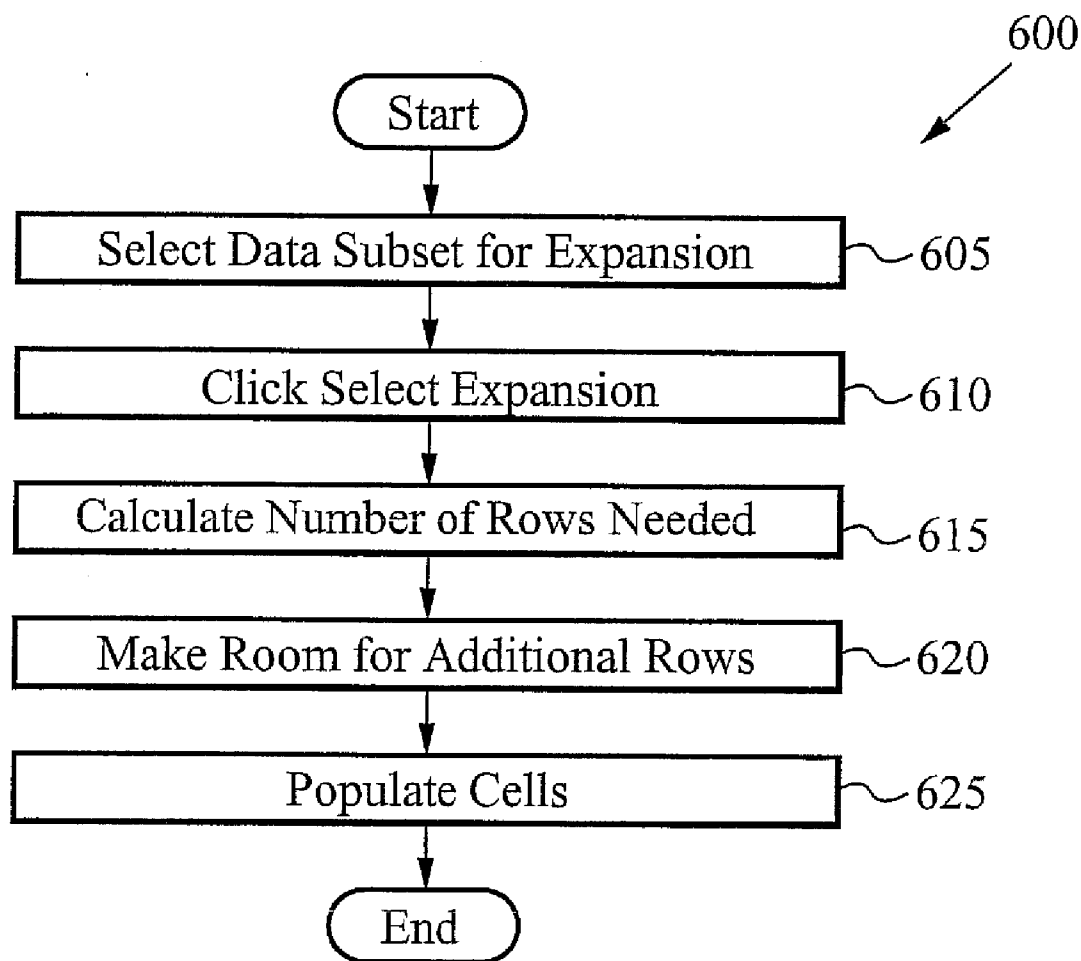 600
Start
Select Data Subset for Expansion
605
Click Select Expansion
610
Calculate Number of Rows Needed
615
Make Room for Additional Rows
620
Populate Cells
625
End